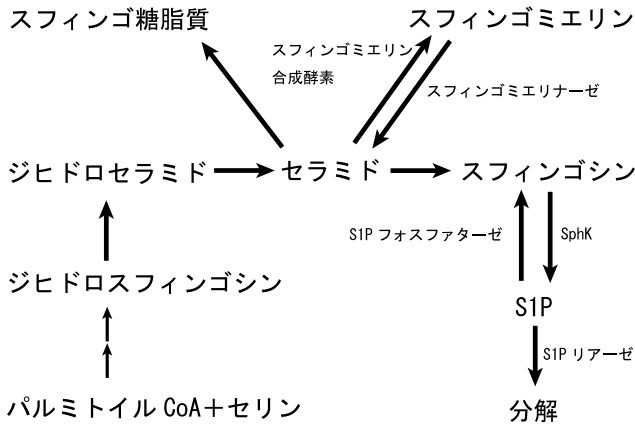 スフィンゴ糖脂質
スフィンゴミエリン
スフィンゴミエリン
合成酵素
スフィンゴミエリナーゼ
ジヒドロセラミド
セラミド
スフィンゴシン
S1P フォスファターゼ
SphK
ジヒドロスフィンゴシン
S1P
S1P リアーゼ
パルミトイル CoA＋セリン
分解